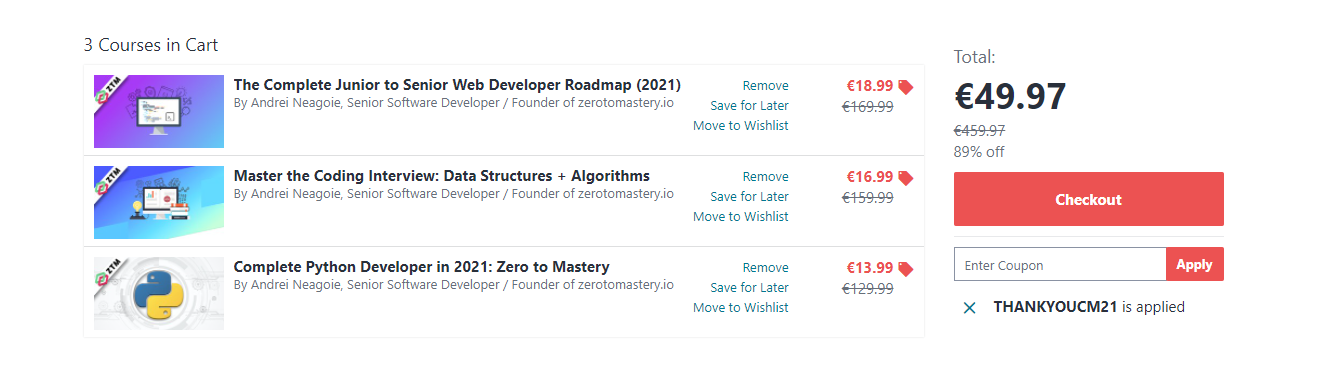 3 Courses in Cart
ZTM
The Complete Junior to Senior Web Developer Roadmap (2021)
By Andrei Neagoie, Senior Software Developer / Founder of zerotomastery.io
Remove
Save for Later
Move to Wishlist
€18.99
€169.99
ZTM
Master the Coding Interview: Data Structures + Algorithms
By Andrei Neagoie, Senior Software Developer / Founder of zerotomastery.io
Remove
Save for Later
Move to Wishlist
€16.99
€159.99
ZTM
Complete Python Developer in 2021: Zero to Mastery
By Andrei Neagoie, Senior Software Developer / Founder of zerotomastery.io
Remove
Save for Later
Move to Wishlist
€13.99
€129.99
Total:
€49.97
€459.97
89% off
Checkout
Enter Coupon
Apply
THANKYOUCM21 is applied